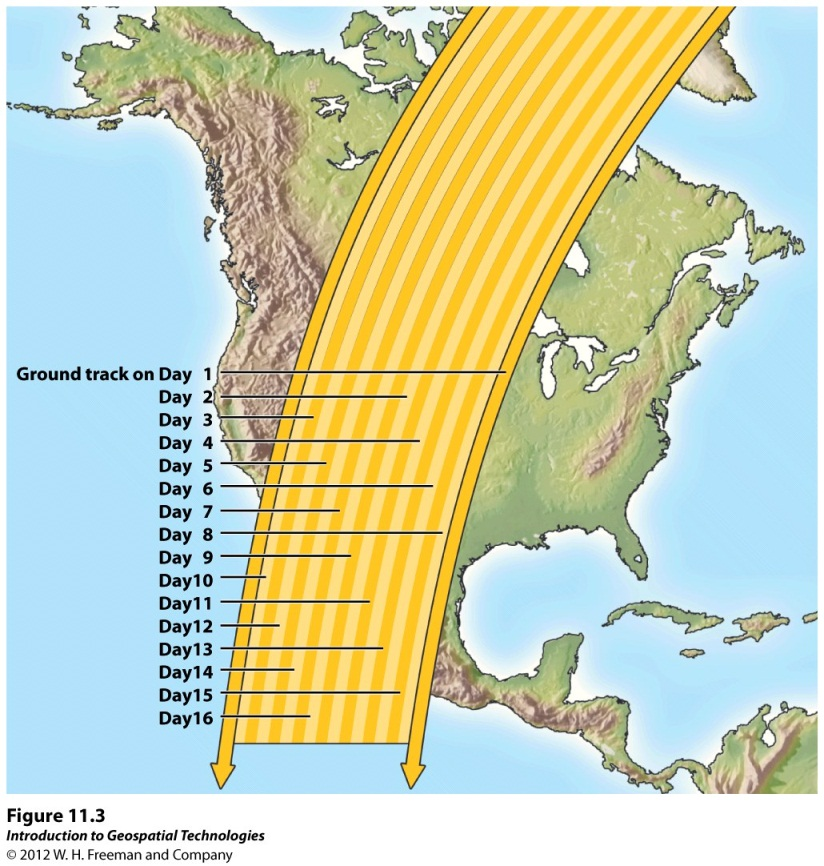 Ground track on Day 1
Day 2
Day 3
Day 4
Day 5
Day 6
Day 7
Day 8
Day 9
Day10
Day11
Day12
Day13
Day14
Day15
Day16
Figure 11.3
Introduction to Geospatial Technologies
© 2012 W. H. Freeman and Company